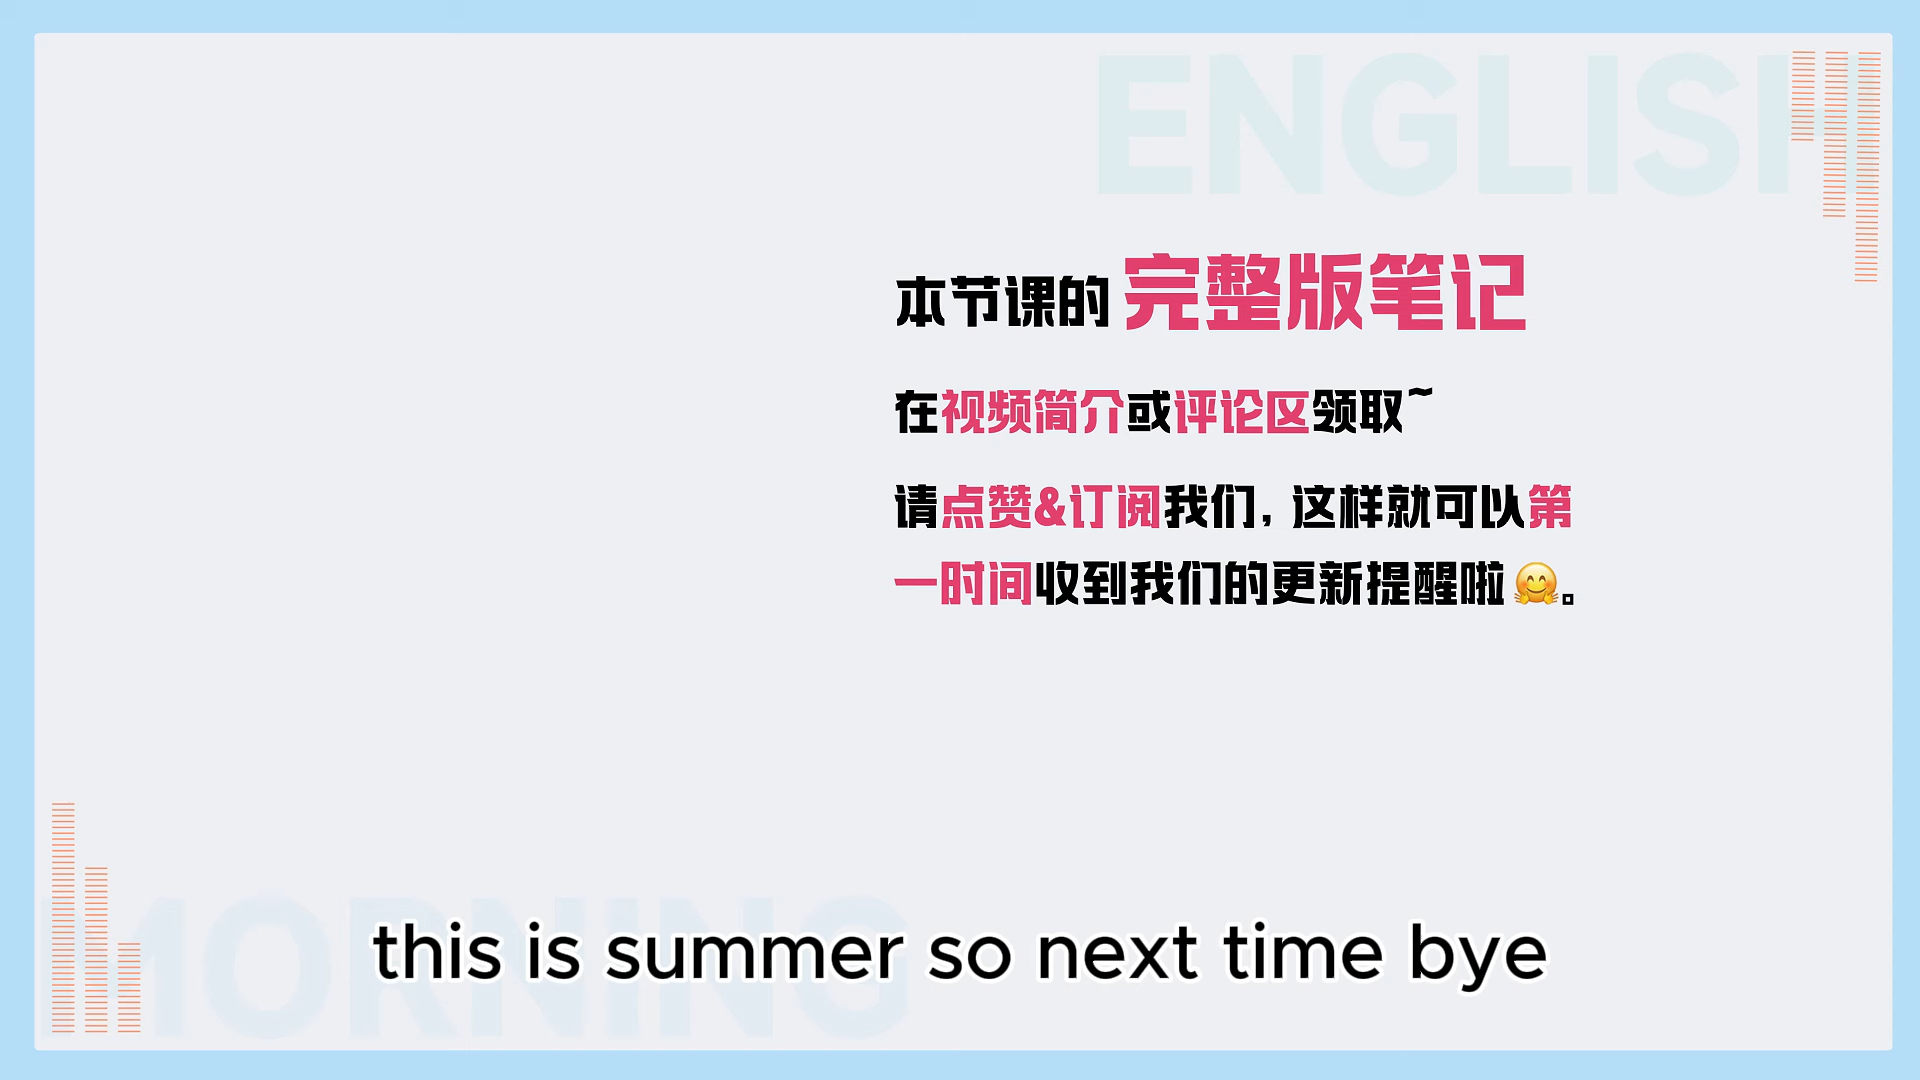 ENGLISH
本节课的 完整版笔记
在视频简介或评论区领取~
请点赞&订阅我们，这样就可以第
一时间收到我们的更新提醒啦🤗。
MORNING
this is summer so next time bye